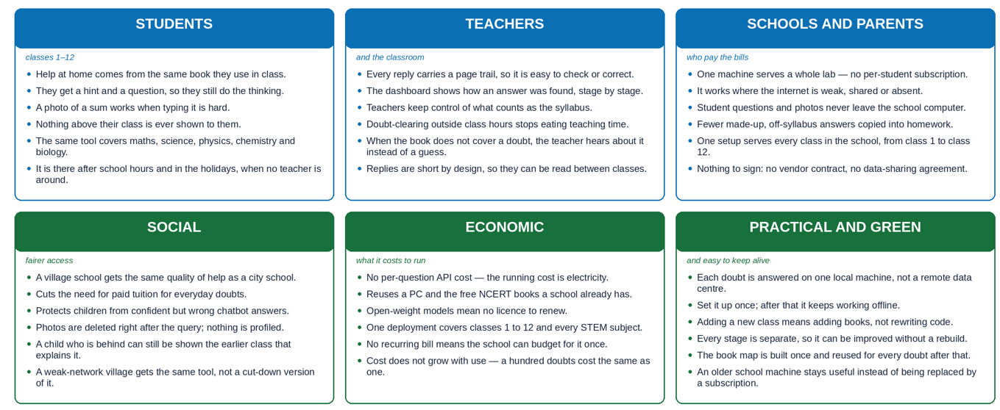 STUDENTS
classes 1–12
• Help at home comes from the same book they use in class.
• They get a hint and a question, so they still do the thinking.
• A photo of a sum works when typing it is hard.
• Nothing above their class is ever shown to them.
• The same tool covers maths, science, physics, chemistry and
biology.
• It is there after school hours and in the holidays, when no teacher is
around.
TEACHERS
and the classroom
• Every reply carries a page trail, so it is easy to check or correct.
• The dashboard shows how an answer was found, stage by stage.
• Teachers keep control of what counts as the syllabus.
• Doubt-clearing outside class hours stops eating teaching time.
• When the book does not cover a doubt, the teacher hears about it
instead of a guess.
• Replies are short by design, so they can be read between classes.
SCHOOLS AND PARENTS
who pay the bills
• One machine serves a whole lab — no per-student subscription.
• It works where the internet is weak, shared or absent.
• Student questions and photos never leave the school computer.
• Fewer made-up, off-syllabus answers copied into homework.
• One setup serves every class in the school, from class 1 to class
12.
• Nothing to sign: no vendor contract, no data-sharing agreement.
SOCIAL
fairer access
• A village school gets the same quality of help as a city school.
• Cuts the need for paid tuition for everyday doubts.
• Protects children from confident but wrong chatbot answers.
• Photos are deleted right after the query; nothing is profiled.
• A child who is behind can still be shown the earlier class that
explains it.
• A weak-network village gets the same tool, not a cut-down version
of it.
ECONOMIC
what it costs to run
• No per-question API cost — the running cost is electricity.
• Reuses a PC and the free NCERT books a school already has.
• Open-weight models mean no licence to renew.
• One deployment covers classes 1 to 12 and every STEM subject.
• No recurring bill means the school can budget for it once.
• Cost does not grow with use — a hundred doubts cost the same as
one.
PRACTICAL AND GREEN
and easy to keep alive
• Each doubt is answered on one local machine, not a remote data
centre.
• Set it up once; after that it keeps working offline.
• Adding a new class means adding books, not rewriting code.
• Every stage is separate, so it can be improved without a rebuild.
• The book map is built once and reused for every doubt after that.
• An older school machine stays useful instead of being replaced by
a subscription.